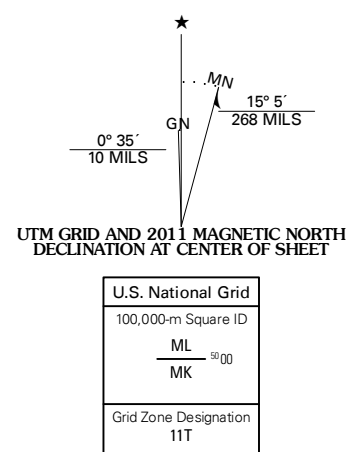 ★
MN
GN
15° 5´
268 MILS
0° 35´
10 MILS
UTM GRID AND 2011 MAGNETIC NORTH
DECLINATION AT CENTER OF SHEET
U.S. National Grid
100,000-m Square ID
ML
5000
MK
Grid Zone Designation
11T